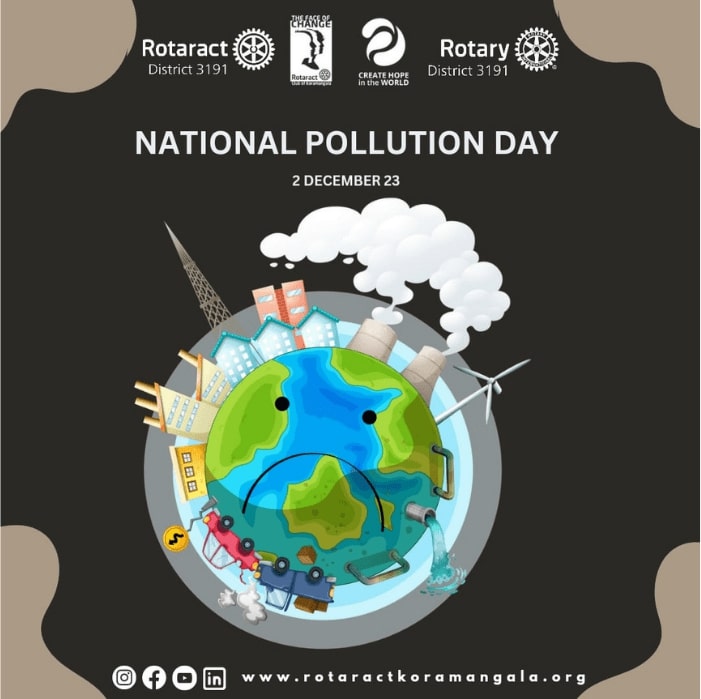 Rotaract
District 3191
THE FACE OF
CHANGE
Rotaract
Club of Koramangala
CREATE HOPE
in the WORLD
Rotary
District 3191
NATIONAL POLLUTION DAY
2 DECEMBER 23
www.rotaractkoramangala.org